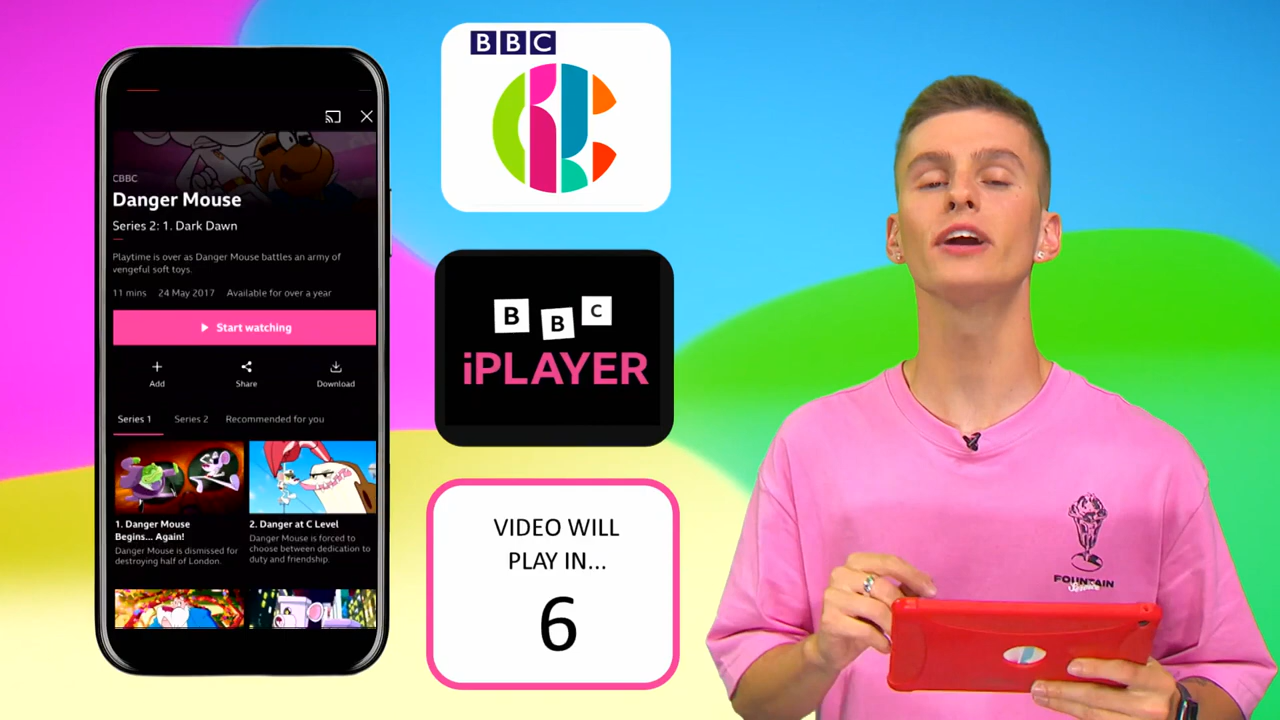 CBBC
Danger Mouse
Series 2: 1. Dark Dawn
Playtime is over as Danger Mouse battles an army of
vengeful soft toys.
11 mins 24 May 2017 Available for over a year
Start watching
Add Share Download
Series 1 Series 2 Recommended for you
1. Danger Mouse
Begins... Again!
Danger Mouse is dismissed for
destroying half of London.
2. Danger at C Level
Danger Mouse is forced to
choose between dedication to
duty and friendship.
BBC
CBBC
BBC
iPLAYER
VIDEO WILL
PLAY IN...
6
FOUNTAIN
Service